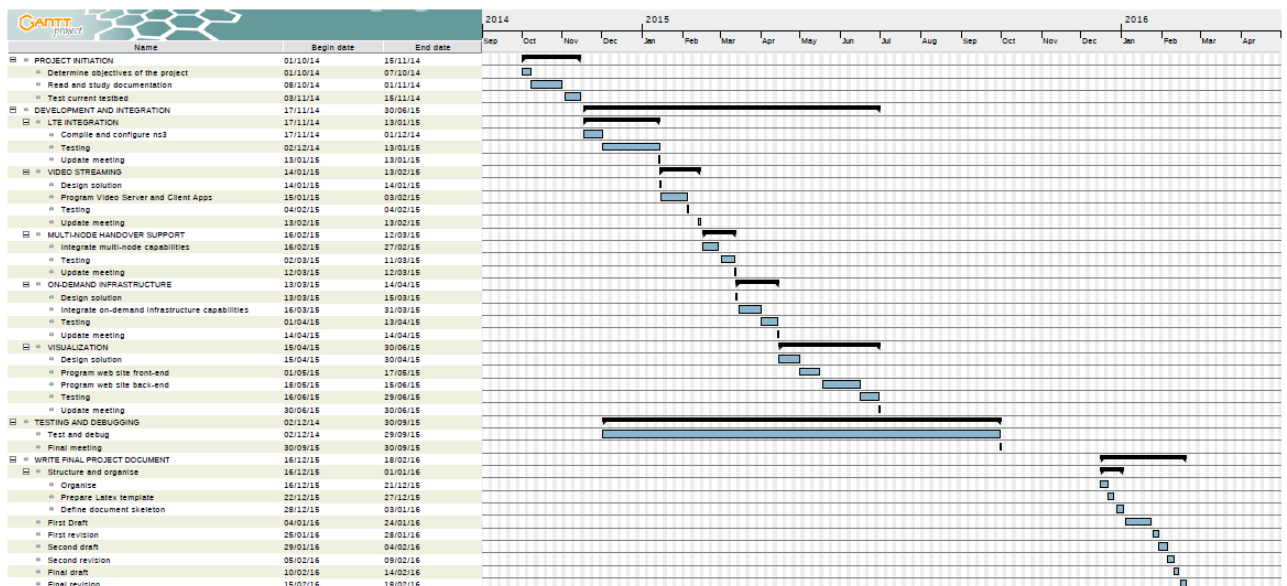 GANTT project
2014 2015 2016
Name Begin date End date Sep Oct Nov Dec Jan Feb Mar Apr May Jun Jul Aug Sep Oct Nov Dec Jan Feb Mar Apr
PROJECT INITIATION 01/10/14 15/11/14
Determine objectives of the project 01/10/14 07/10/14
Read and study documentation 08/10/14 01/11/14
Test current testbed 03/11/14 15/11/14
DEVELOPMENT AND INTEGRATION 17/11/14 30/06/15
LTE INTEGRATION 17/11/14 13/01/15
Compile and configure ns3 17/11/14 01/12/14
Testing 02/12/14 13/01/15
Update meeting 13/01/15 13/01/15
VIDEO STREAMING 14/01/15 13/02/15
Design solution 14/01/15 14/01/15
Program Video Server and Client Apps 15/01/15 03/02/15
Testing 04/02/15 04/02/15
Update meeting 13/02/15 13/02/15
MULTI-NODE HANDOVER SUPPORT 16/02/15 12/03/15
Integrate multi-node capabilities 16/02/15 27/02/15
Testing 02/03/15 11/03/15
Update meeting 12/03/15 12/03/15
ON-DEMAND INFRASTRUCTURE 13/03/15 14/04/15
Design solution 13/03/15 15/03/15
Integrate on-demand infrastructure capabilities 16/03/15 31/03/15
Testing 01/04/15 13/04/15
Update meeting 14/04/15 14/04/15
VISUALIZATION 15/04/15 30/06/15
Design solution 15/04/15 30/04/15
Program web site front-end 01/05/15 17/05/15
Program web site back-end 18/05/15 15/06/15
Testing 16/06/15 29/06/15
Update meeting 30/06/15 30/06/15
TESTING AND DEBUGGING 02/12/14 30/09/15
Test and debug 02/12/14 29/09/15
Final meeting 30/09/15 30/09/15
WRITE FINAL PROJECT DOCUMENT 16/12/15 18/02/16
Structure and organise 16/12/15 01/01/16
Organise 16/12/15 21/12/15
Prepare Latex template 22/12/15 27/12/15
Define document skeleton 28/12/15 03/01/16
First Draft 04/01/16 24/01/16
First revision 25/01/16 28/01/16
Second draft 29/01/16 04/02/16
Second revision 05/02/16 09/02/16
Final draft 10/02/16 14/02/16
Final revision 15/02/16 18/02/16